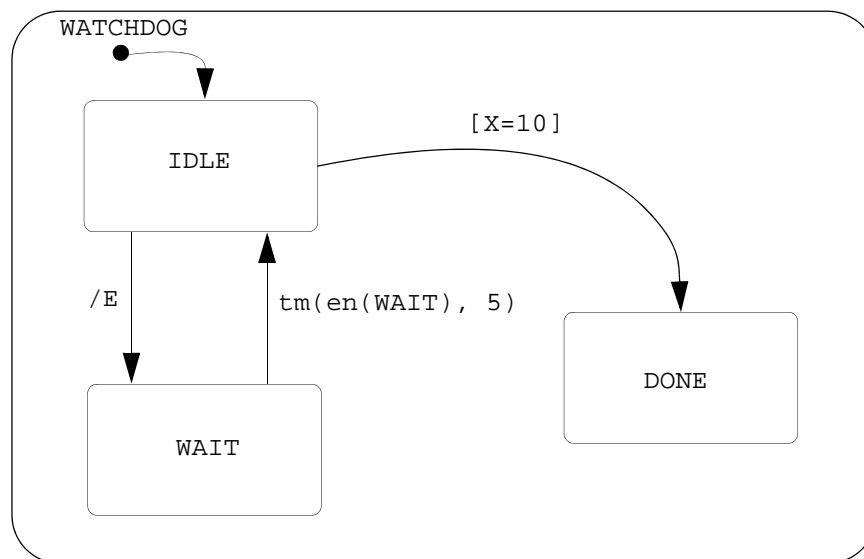 WATCHDOG
[X=10]
IDLE
/E
tm(en(WAIT), 5)
DONE
WAIT